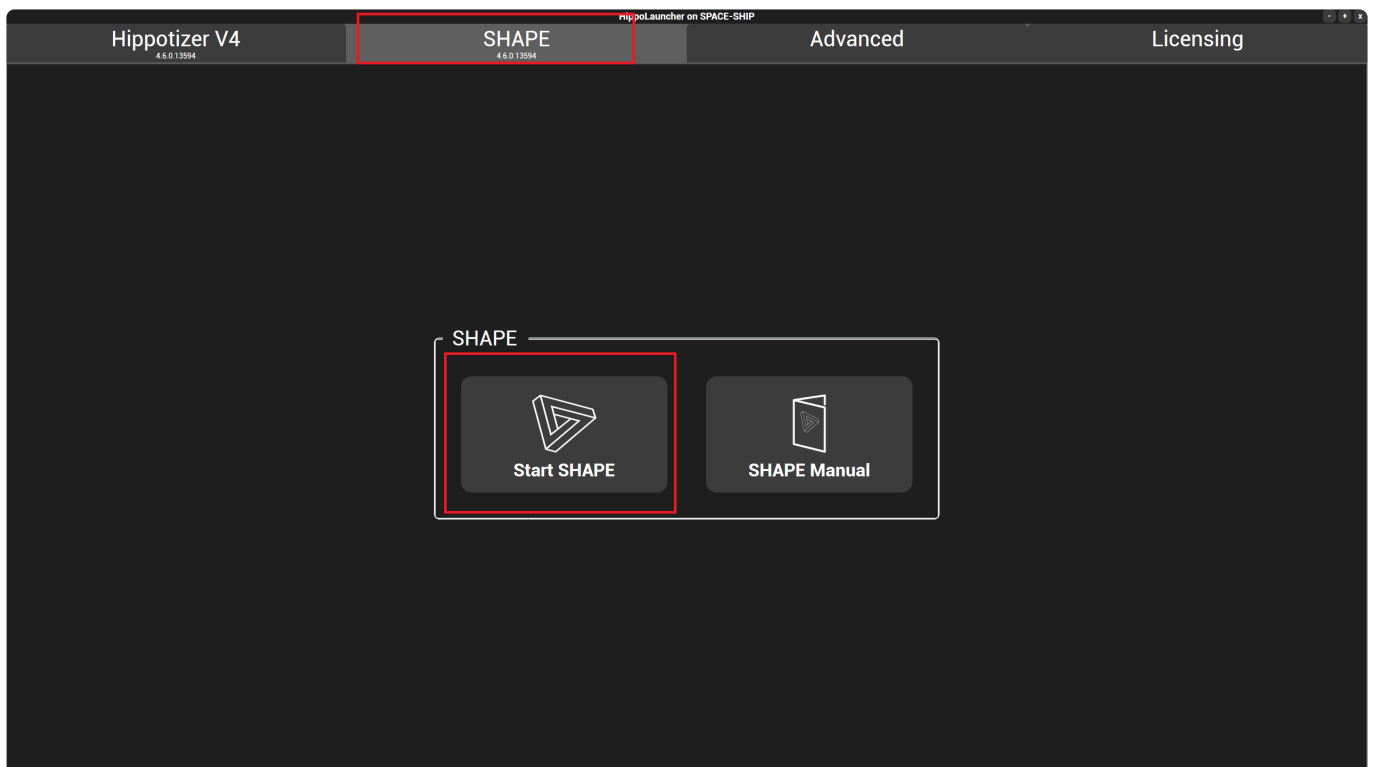 HippoLauncher on SPACE-SHIP
- + x
Hippotizer V4
4.6.0.13594
SHAPE
4.6.0.13594
Advanced
Licensing
SHAPE
Start SHAPE
SHAPE Manual